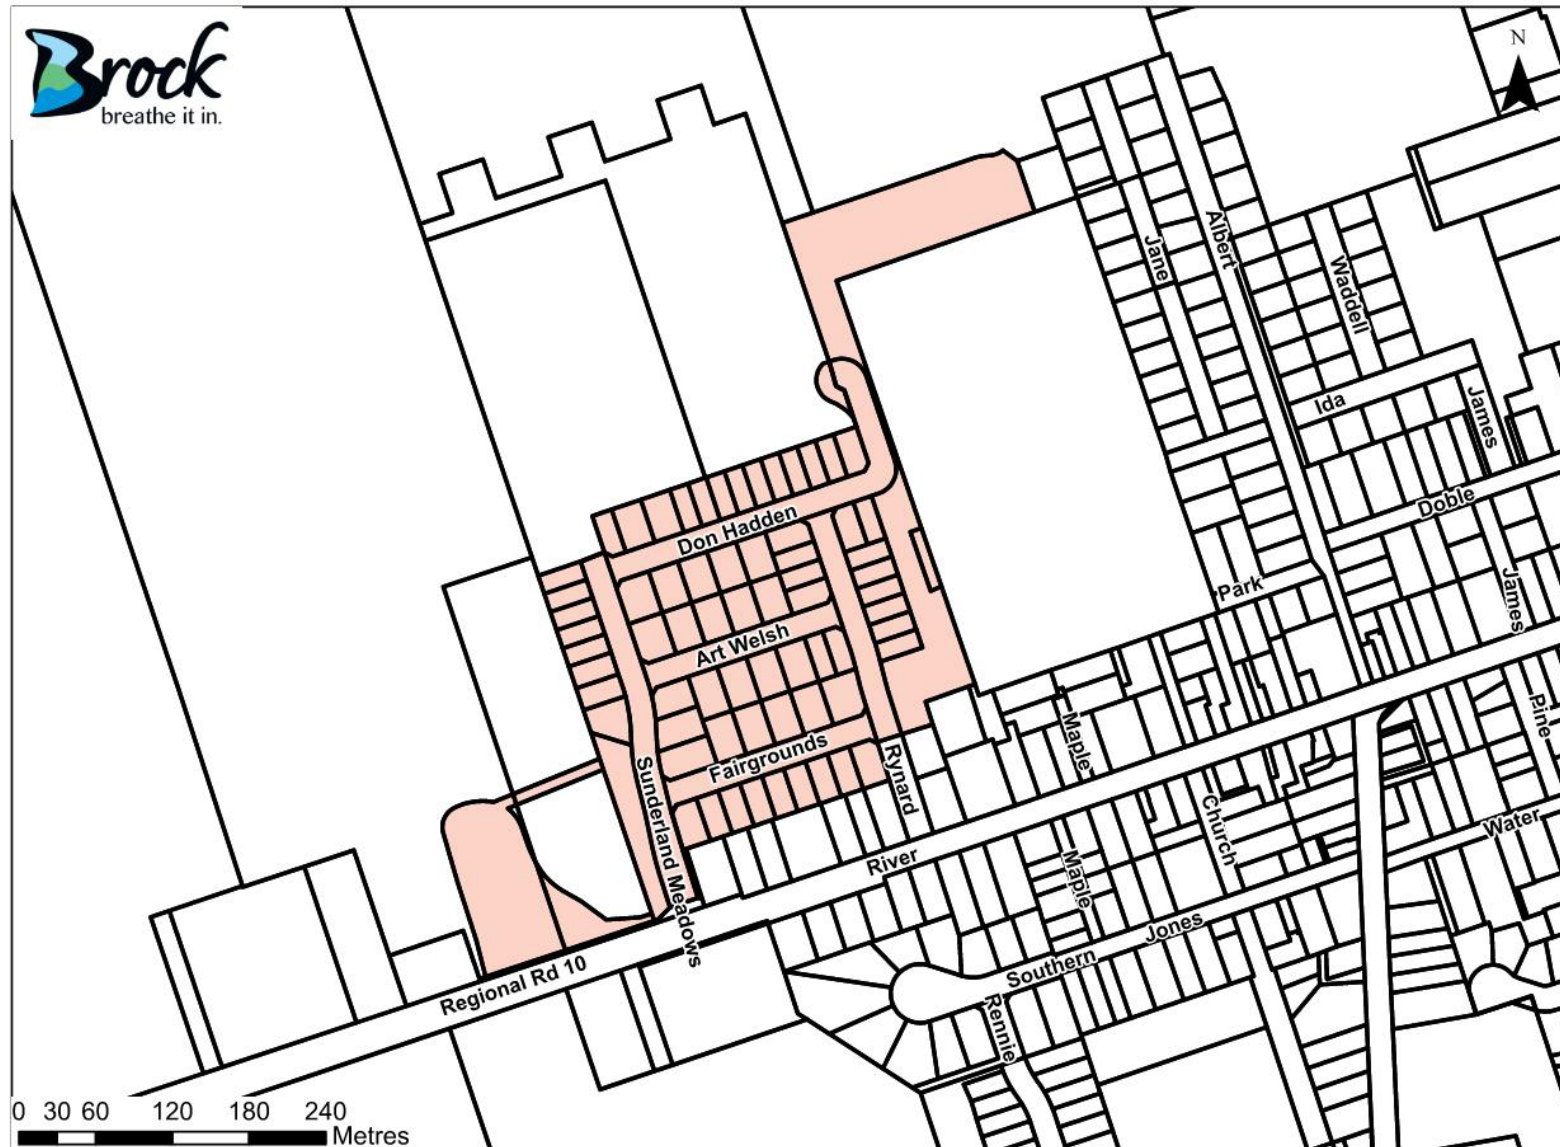 Brock
breathe it in.
N
Jane
Albert
Waddell
Ida
James
Doble
Don Hadden
Park
James
Art Welsh
Maple
Pine
Fairgrounds
Rynard
Sunderland Meadows
Church
Water
River
Maple
Jones
Southern
Regional Rd 10
Rennie
0 30 60 120 180 240
Metres